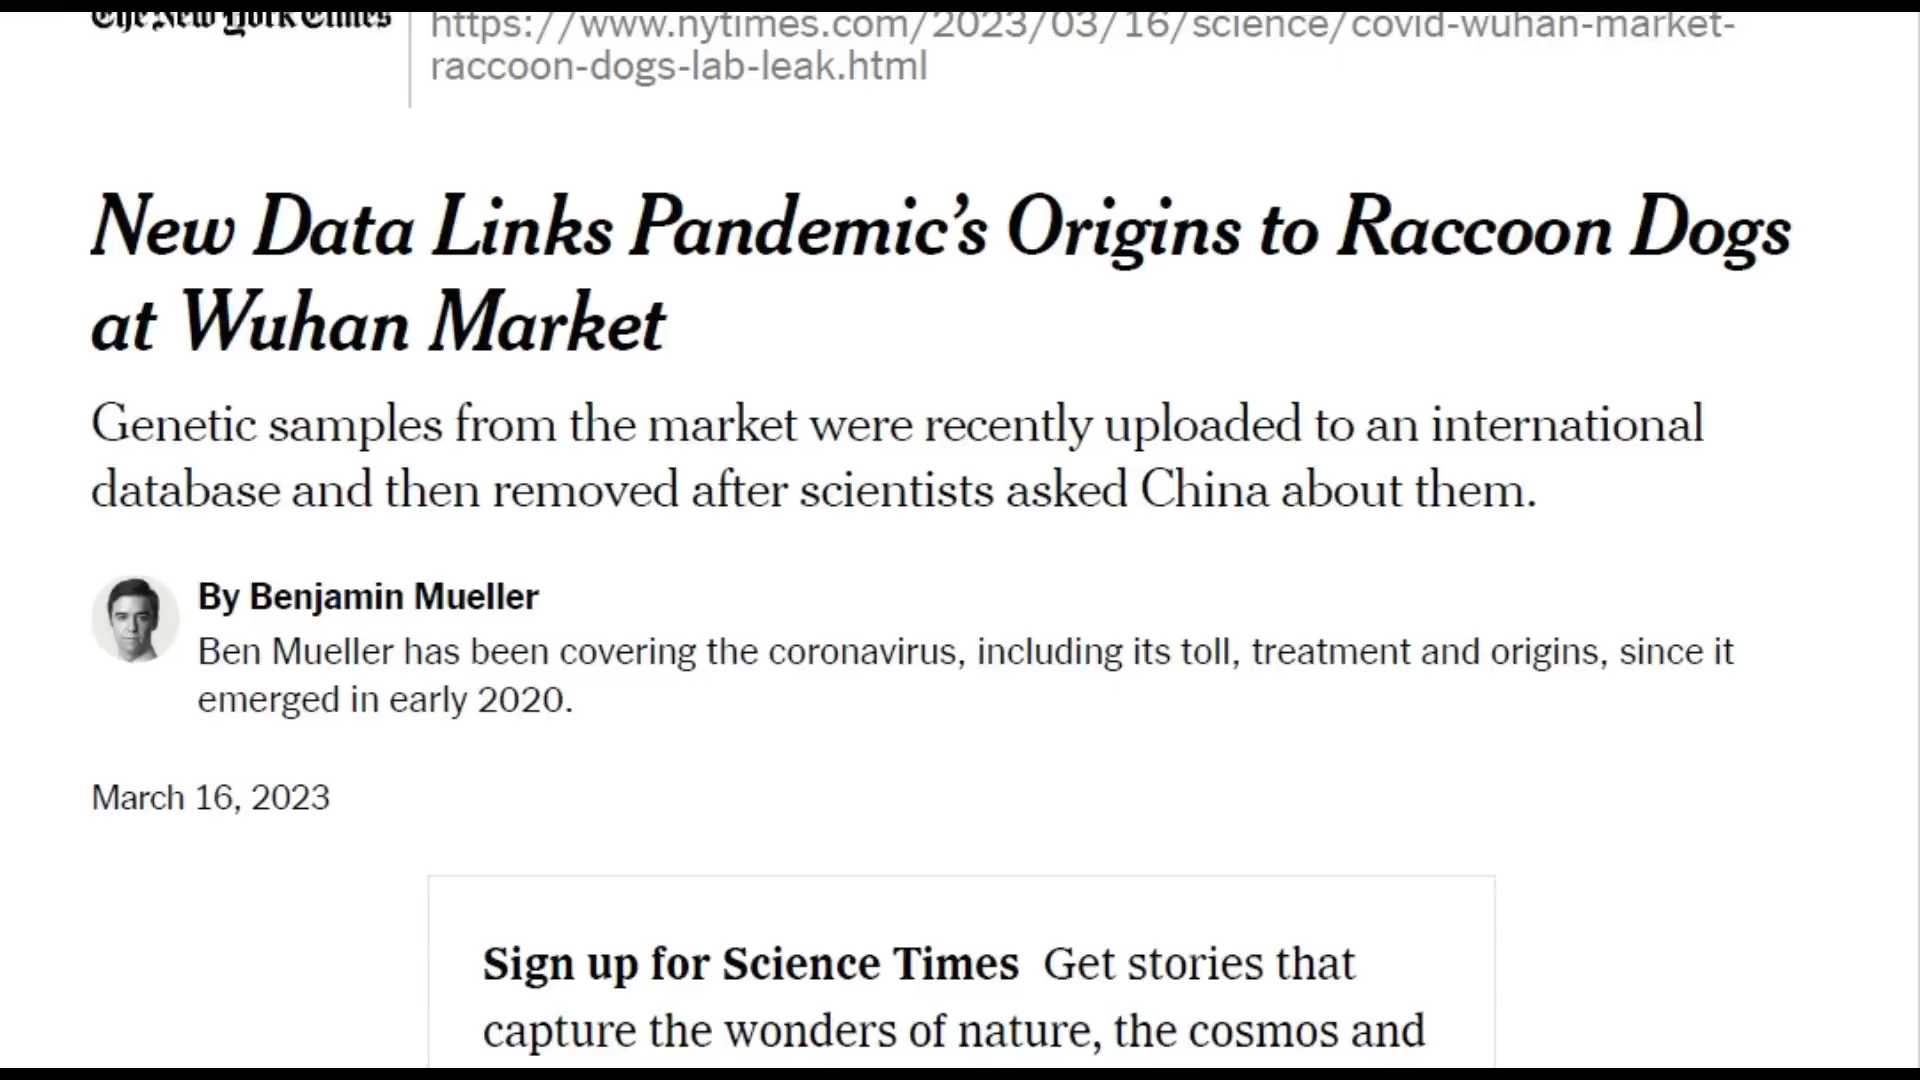 The New York Times
https://www.nytimes.com/2023/03/16/science/covid-wuhan-market-
raccoon-dogs-lab-leak.html
New Data Links Pandemic’s Origins to Raccoon Dogs
at Wuhan Market
Genetic samples from the market were recently uploaded to an international
database and then removed after scientists asked China about them.
By Benjamin Mueller
Ben Mueller has been covering the coronavirus, including its toll, treatment and origins, since it
emerged in early 2020.
March 16, 2023
Sign up for Science Times Get stories that
capture the wonders of nature, the cosmos and